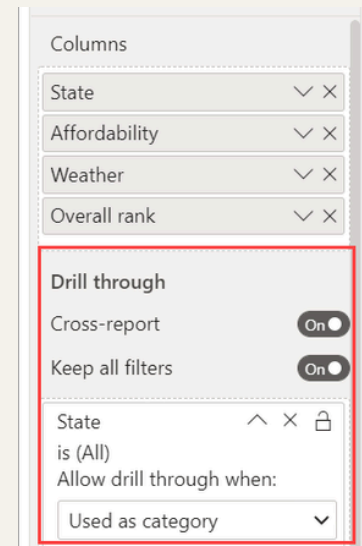 Columns
State
Affordability
Weather
Overall rank
Drill through
Cross-report On
Keep all filters On
State
is (All)
Allow drill through when:
Used as category